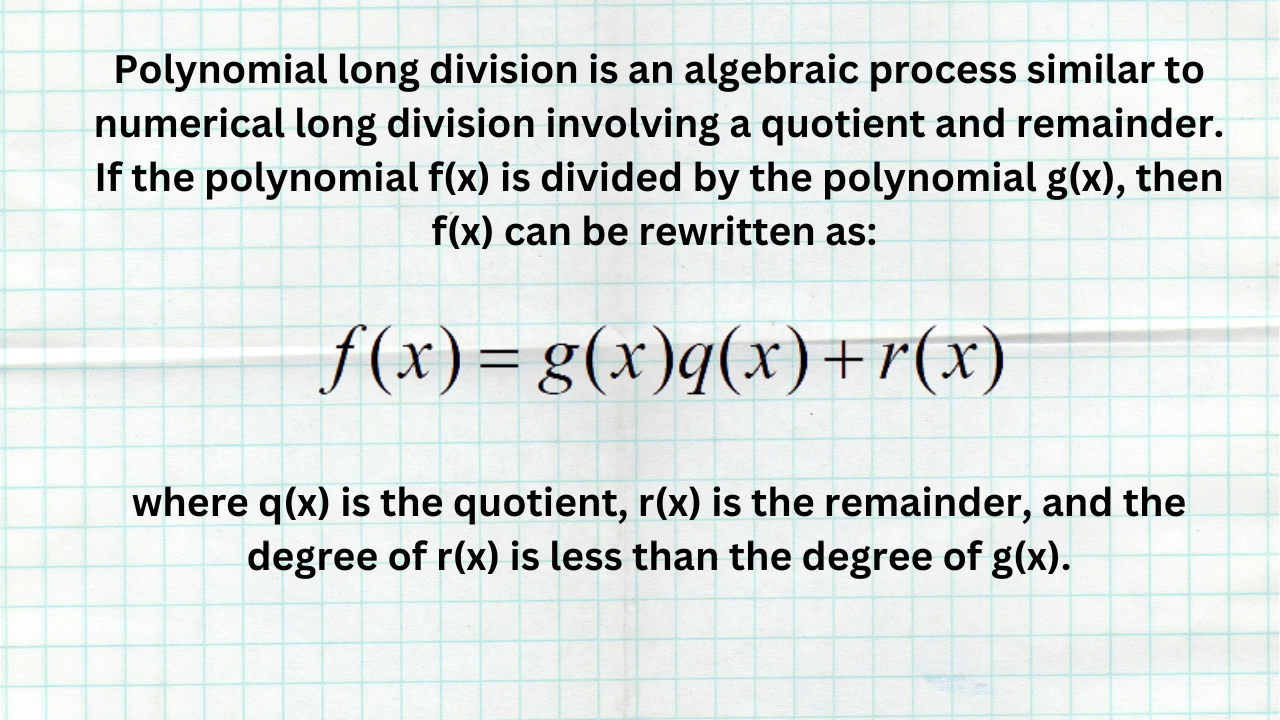 Polynomial long division is an algebraic process similar to
numerical long division involving a quotient and remainder.
If the polynomial f(x) is divided by the polynomial g(x), then
f(x) can be rewritten as:
f(x) = g(x)q(x) + r(x)
where q(x) is the quotient, r(x) is the remainder, and the
degree of r(x) is less than the degree of g(x).